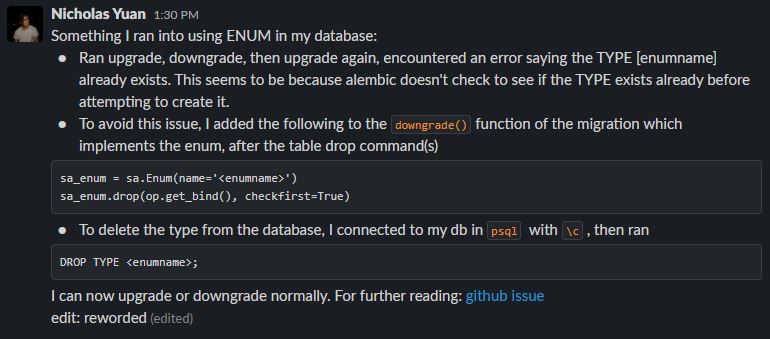 Nicholas Yuan 1:30 PM
Something I ran into using ENUM in my database:
• Ran upgrade, downgrade, then upgrade again, encountered an error saying the TYPE [enumname]
already exists. This seems to be because alembic doesn't check to see if the TYPE exists already before
attempting to create it.
• To avoid this issue, I added the following to the downgrade() function of the migration which
implements the enum, after the table drop command(s)
sa_enum = sa.Enum(name='<enumname>')
sa_enum.drop(op.get_bind(), checkfirst=True)
• To delete the type from the database, I connected to my db in psql with \c , then ran
DROP TYPE <enumname>;
I can now upgrade or downgrade normally. For further reading: github issue
edit: reworded (edited)